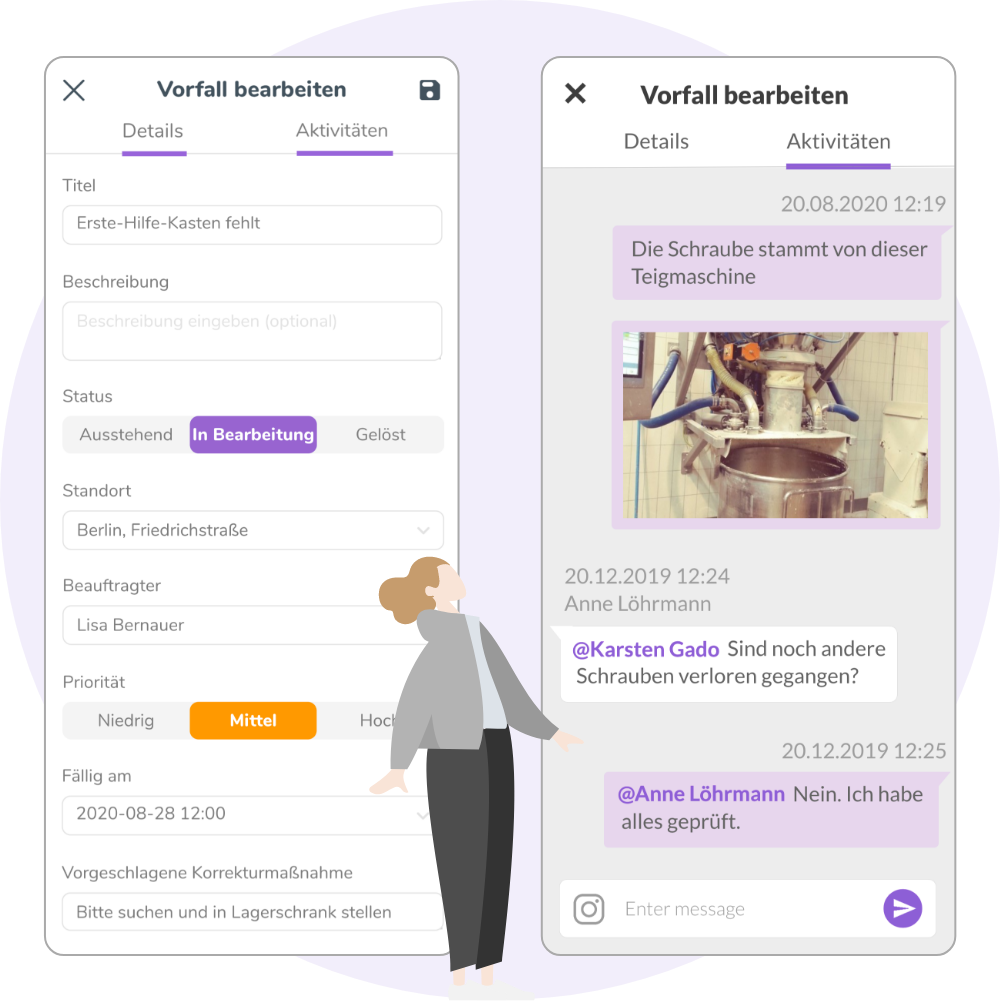 Vorfall bearbeiten
Details
Aktivitäten
Titel
Erste-Hilfe-Kasten fehlt
Beschreibung
Beschreibung eingeben (optional)
Status
Ausstehend
In Bearbeitung
Gelöst
Standort
Berlin, Friedrichstraße
Beauftragter
Lisa Bernauer
Priorität
Niedrig
Mittel
Hoch
Fällig am
2020-08-28 12:00
Vorgeschlagene Korrekturmaßnahme
Bitte suchen und in Lagerschrank stellen
Vorfall bearbeiten
Details
Aktivitäten
20.08.2020 12:19
Die Schraube stammt von dieser
Teigmaschine
20.12.2019 12:24
Anne Löhrmann
@Karsten Gado Sind noch andere
Schrauben verloren gegangen?
20.12.2019 12:25
@Anne Löhrmann Nein. Ich habe
alles geprüft.
Enter message